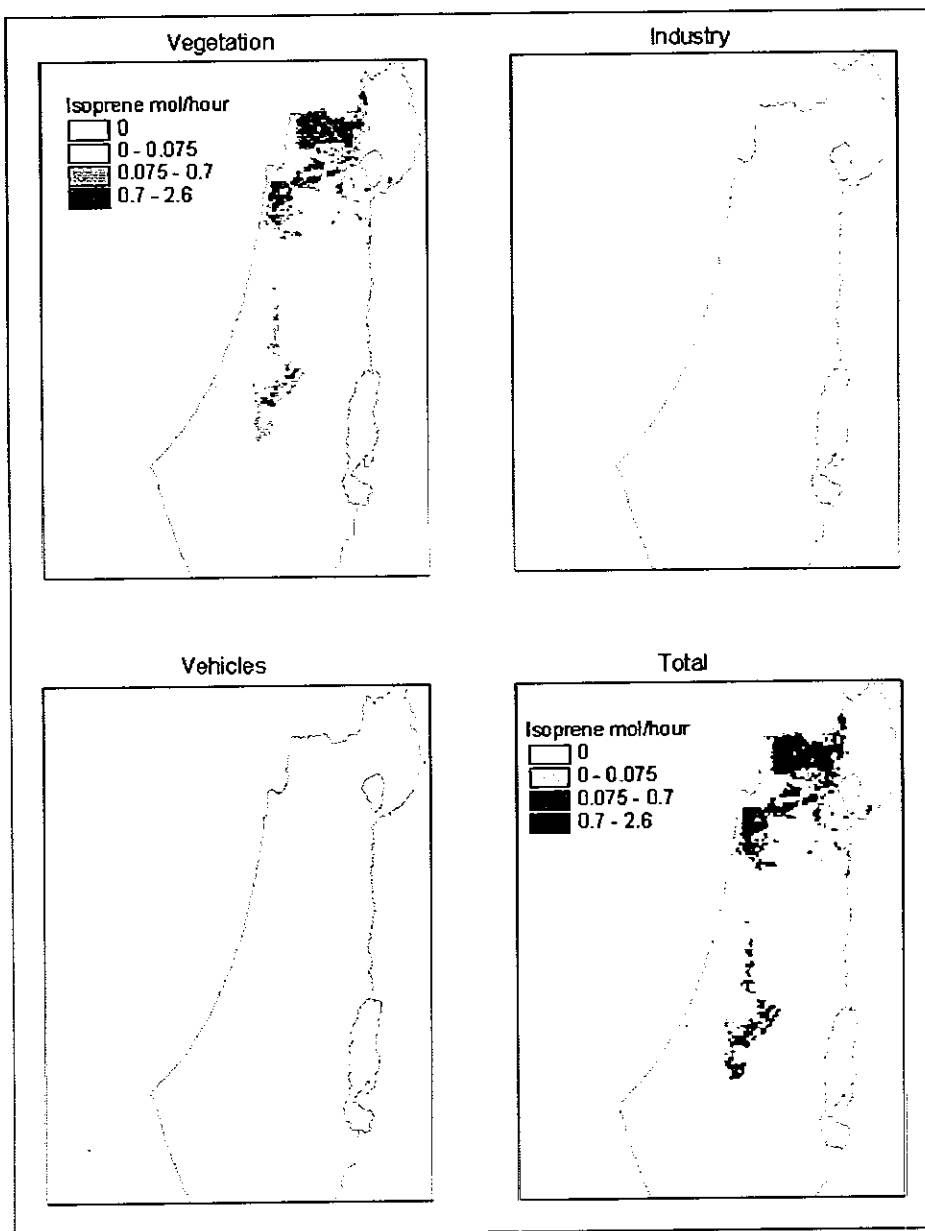 Vegetation
Isoprene mol/hour
0
0 - 0.075
0.075 - 0.7
0.7 - 2.6
Industry
Vehicles
Total
Isoprene mol/hour
0
0 - 0.075
0.075 - 0.7
0.7 - 2.6